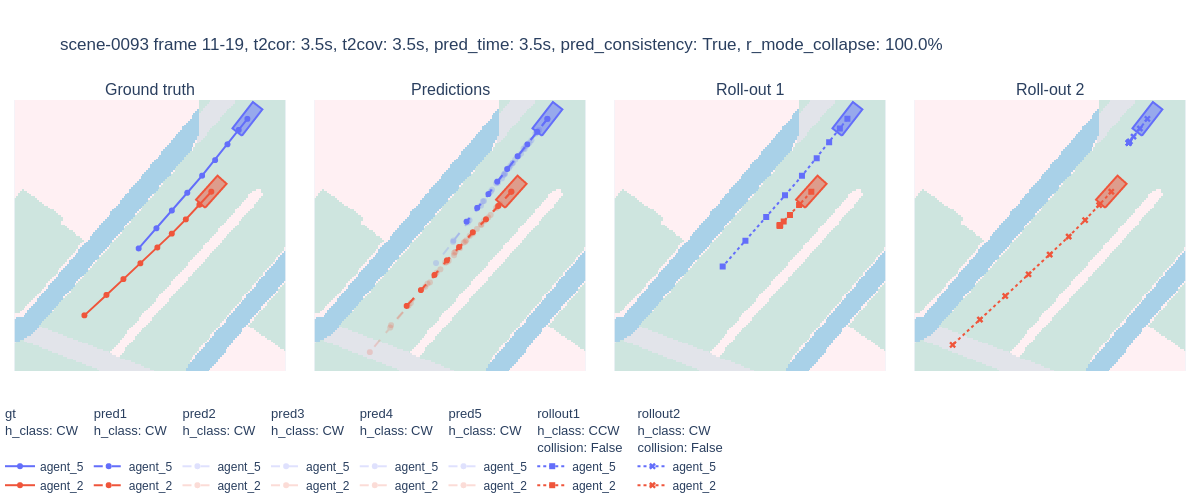 scene-0093 frame 11-19, t2cor: 3.5s, t2cov: 3.5s, pred_time: 3.5s, pred_consistency: True, r_mode_collapse: 100.0%
Ground truth Predictions Roll-out 1 Roll-out 2
gt pred1 pred2 pred3 pred4 pred5 rollout1 rollout2
h_class: CW h_class: CW h_class: CW h_class: CW h_class: CW h_class: CW h_class: CCW h_class: CW
collision: False collision: False
agent_5 agent_5 agent_5 agent_5 agent_5 agent_5 agent_5 agent_5
agent_2 agent_2 agent_2 agent_2 agent_2 agent_2 agent_2 agent_2